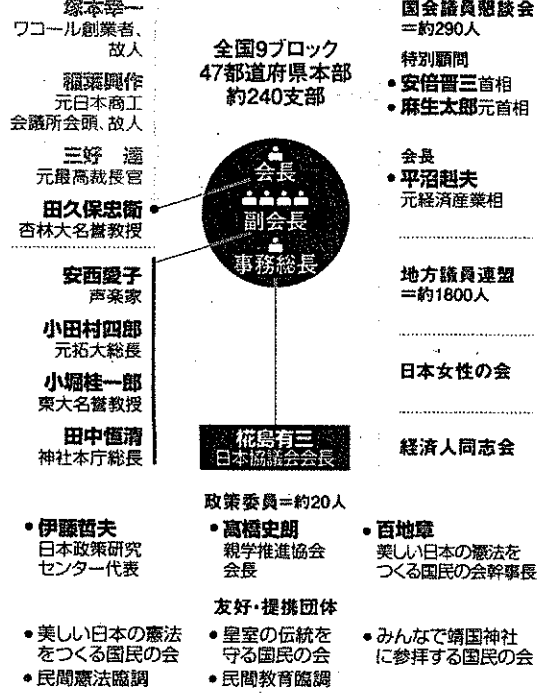 塚本幸一
ワコール創業者、
故人
稲葉興作
元日本商工
会議所会頭、故人
三好 達
元最高裁長官
田久保忠衛
杏林大名誉教授
安西愛子
声楽家
小田村四郎
元拓大総長
小堀桂一郎
東大名誉教授
田中恆清
神社本庁総長
全国9ブロック
47都道府県本部
約240支部
会長
副会長
事務総長
椛島有三
日本協議会会長
国会議員懇談会
=約290人
特別顧問
• 安倍晋三首相
• 麻生太郎元首相
会長
• 平沼赳夫
元経済産業相
地方議員連盟
=約1800人
日本女性の会
経済人同志会
政策委員=約20人
• 伊藤哲夫
日本政策研究
センター代表
• 高橋史朗
親学推進協会
会長
• 百地章
美しい日本の憲法を
つくる国民の会幹事長
友好・提携団体
• 美しい日本の憲法
をつくる国民の会
• 民間憲法臨調
• 皇室の伝統を
守る国民の会
• 民間教育臨調
• みんなで靖国神社
に参拝する国民の会